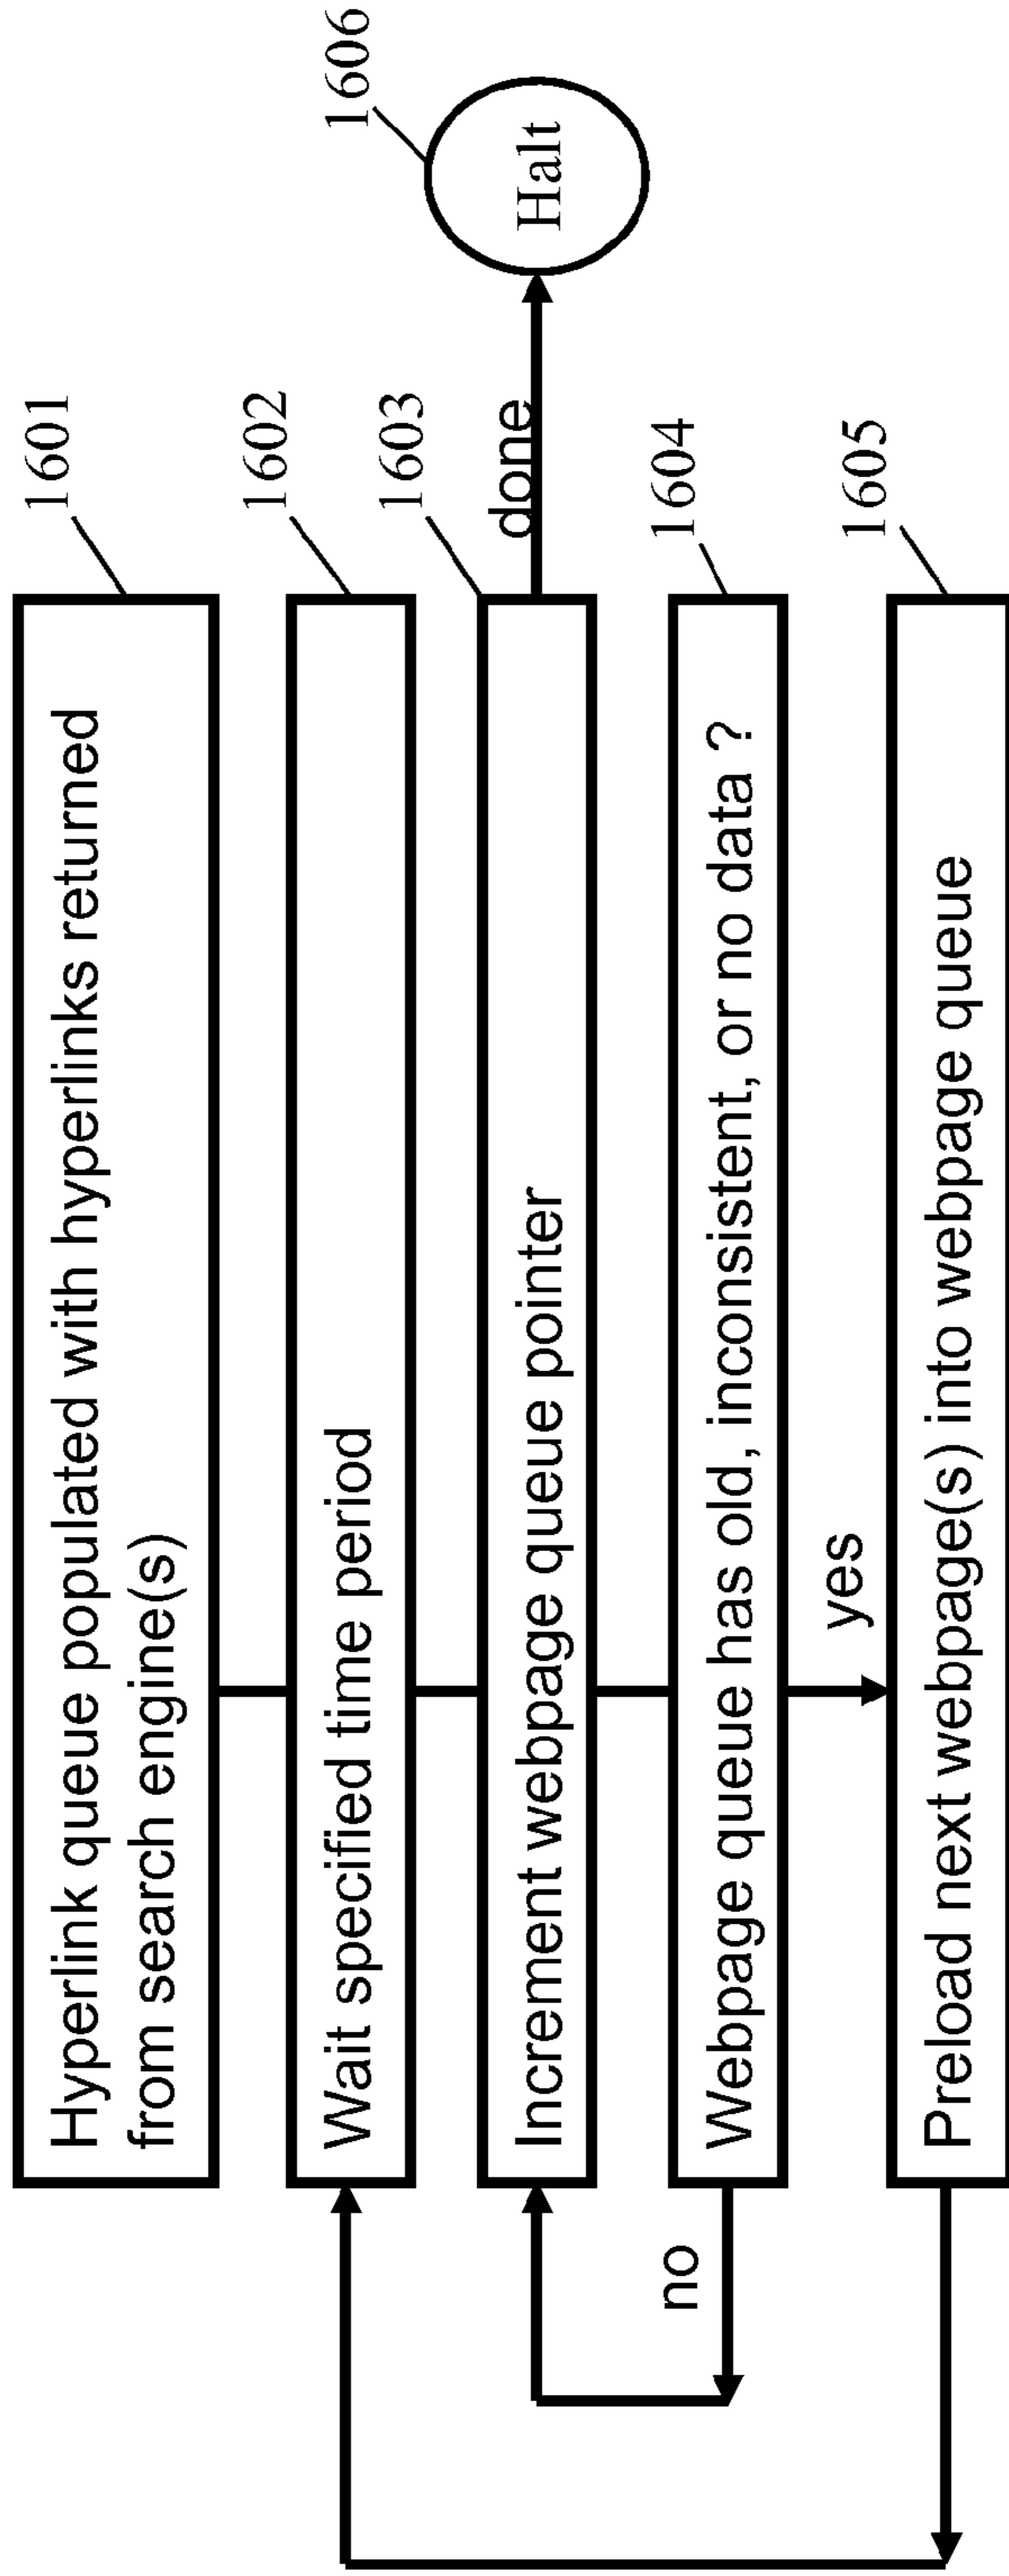 Hyperlink queue populated with hyperlinks returned
from search engine(s)
1601
Wait specified time period
1602
Increment webpage queue pointer
1603
done
Halt
1606
Webpage queue has old, inconsistent, or no data ?
1604
no
yes
Preload next webpage(s) into webpage queue
1605